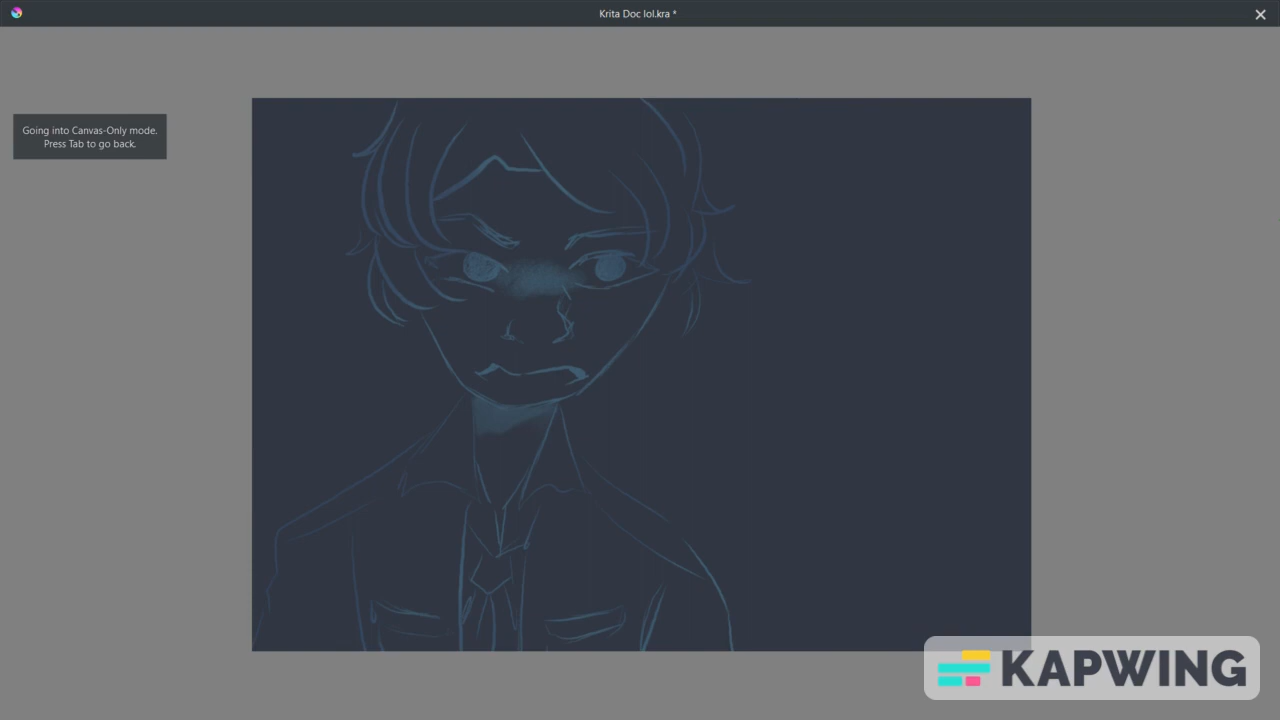 Krita Doc lol.kra *
Going into Canvas-Only mode.
Press Tab to go back.
KAPWING